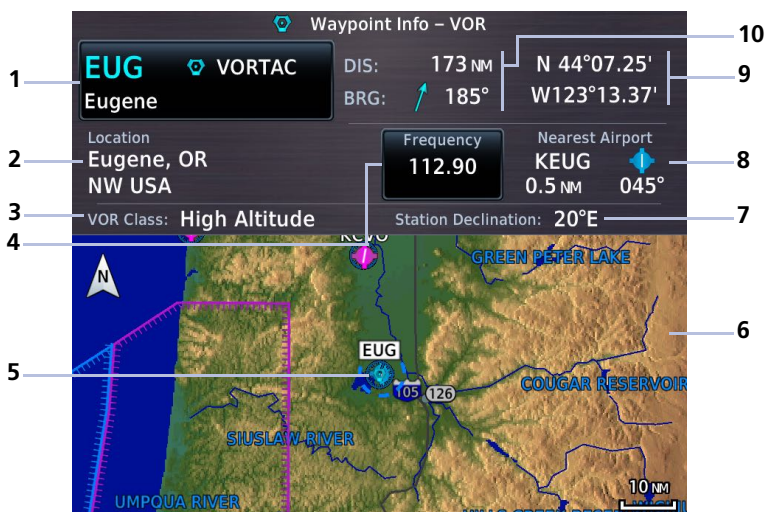 Waypoint Info – VOR
10
1
EUG VORTAC
Eugene
DIS: 173 NM
BRG: 185°
N 44°07.25'
W123°13.37'
9
2
Location
Eugene, OR
NW USA
Frequency
112.90
Nearest Airport
KEUG
0.5 NM 045°
8
3
VOR Class: High Altitude
Station Declination: 20°E
7
4
KCVO
N
GREEN PETER LAKE
6
EUG
5
105
126
COUGAR RESERVOIR
SIUSLAW RIVER
10 NM
UMPQUA RIVER